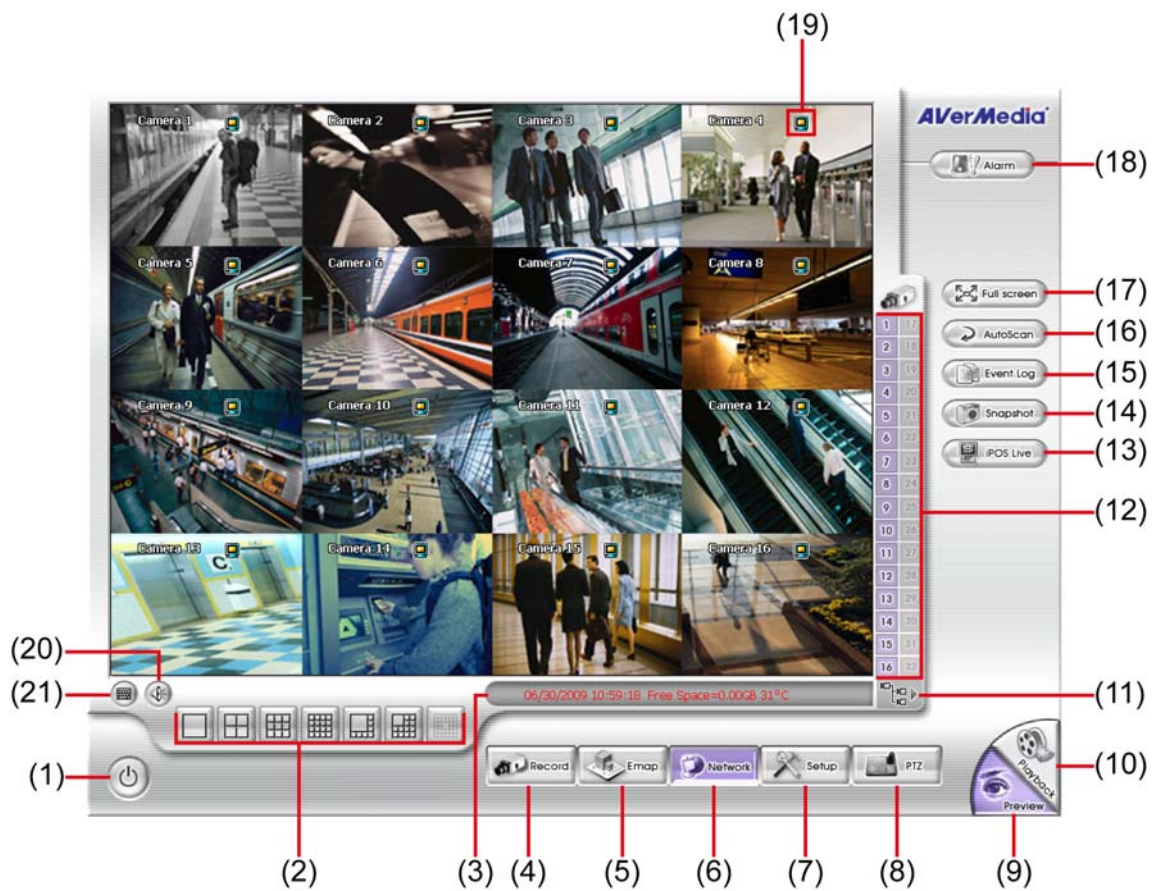 (19)
Camera 1 Camera 2 Camera 3 Camera 4
AVerMedia
Alarm (18)
Camera 5 Camera 6 Camera 7 Camera 8
Full screen (17)
AutoScan (16)
Event Log (15)
Snapshot (14)
iPOS Live (13)
1 17
2 18
3 19
4 20
5 21
6 22
7 23
8 24
9 25
10 26
11 27
12 28
13 29
14 30
15 31
16 32
(12)
Camera 9 Camera 10 Camera 11 Camera 12
Camera 13 Camera 14 Camera 15 Camera 16
C
(20)
(21)
06/30/2009 10:59:18 Free Space=0.00GB 31°C
(11)
(1)
Record Emap Network Setup PTZ
Playback (10)
Preview
(2) (3) (4) (5) (6) (7) (8) (9)